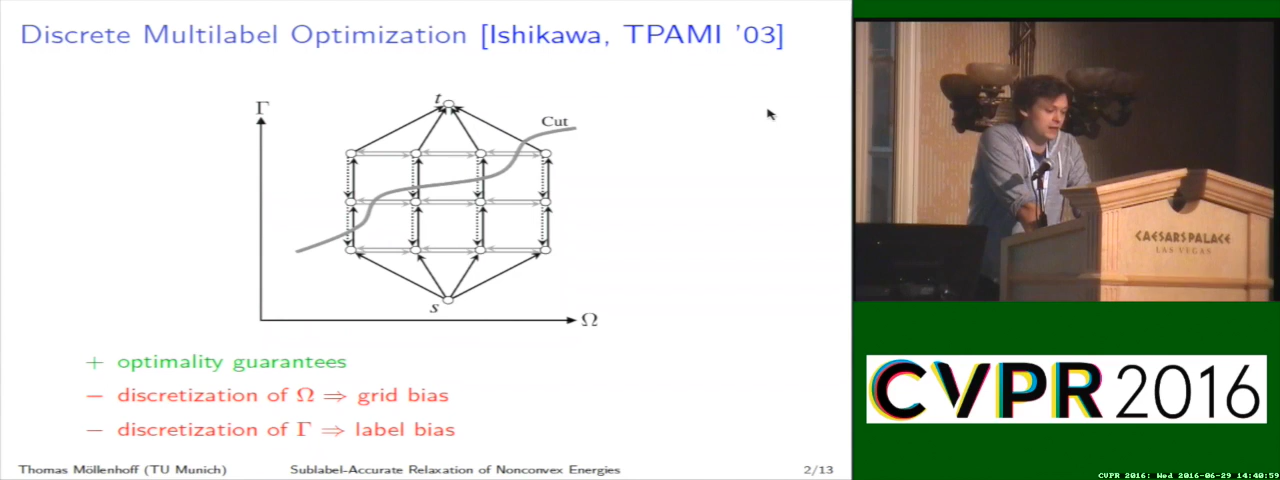 Discrete Multilabel Optimization [Ishikawa, TPAMI '03]
Γ
t
Cut
s
Ω
+ optimality guarantees
− discretization of Ω ⇒ grid bias
− discretization of Γ ⇒ label bias
Thomas Möllenhoff (TU Munich) Sublabel-Accurate Relaxation of Nonconvex Energies 2/13
CAESARS PALACE
LAS VEGAS
CVPR 2016
CVPR 2016: Wed 2016-06-29 14:40:59